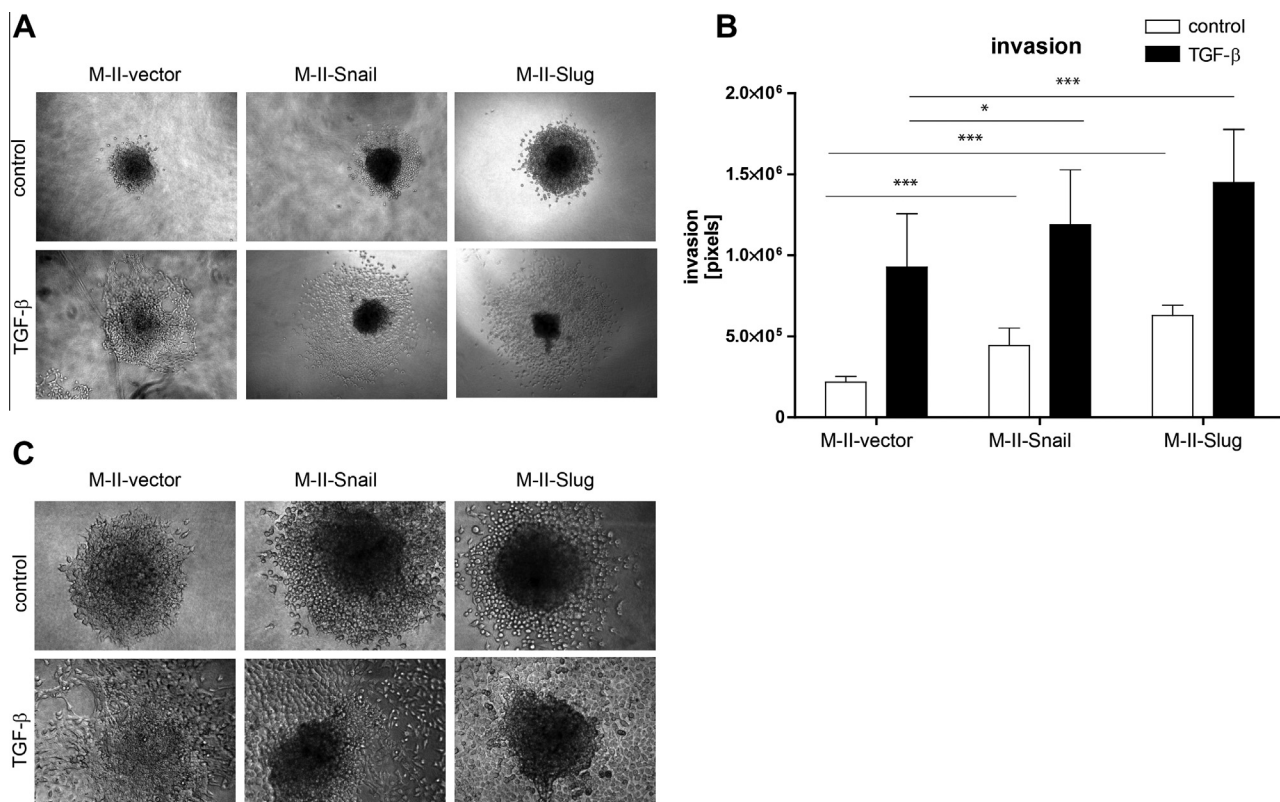 A
M-II-vector
M-II-Snail
M-II-Slug
control
TGF-β
B
control
TGF-β
invasion
2.0×10⁶
1.5×10⁶
1.0×10⁶
5.0×10⁵
0
invasion
[pixels]
***
*
***
***
M-II-vector
M-II-Snail
M-II-Slug
C
M-II-vector
M-II-Snail
M-II-Slug
control
TGF-β